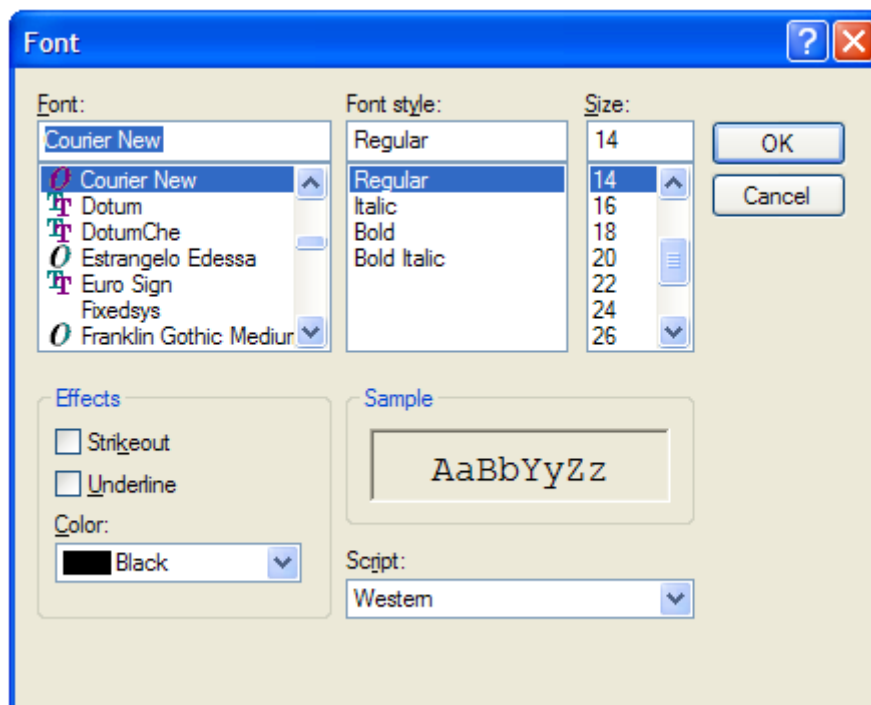 Font
Font:
Courier New
Courier New
Dotum
DotumChe
Estrangelo Edessa
Euro Sign
Fixedsys
Franklin Gothic Mediur
Font style:
Regular
Regular
Italic
Bold
Bold Italic
Size:
14
14
16
18
20
22
24
26
OK
Cancel
Effects
Strikeout
Underline
Color:
Black
Sample
AaBbYyZz
Script:
Western